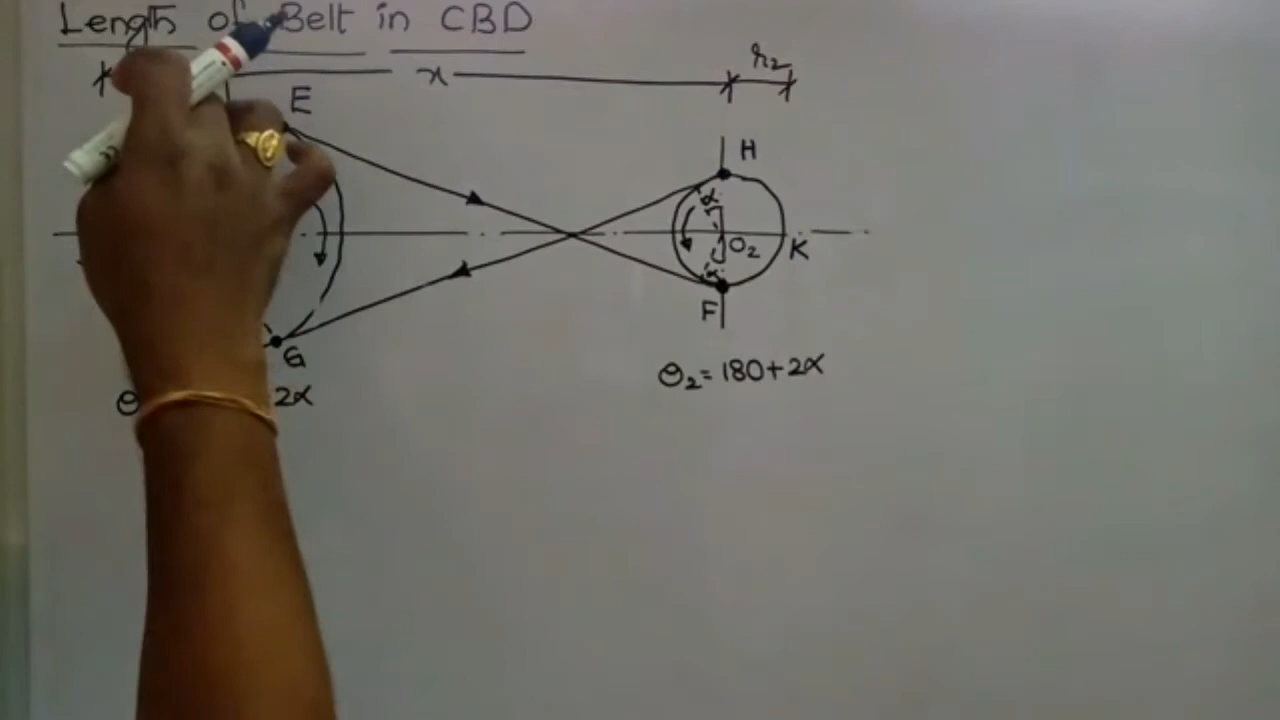 Length of Belt in CBD
x
r₂
E
H
α
O₂
K
α
F
G
θ₂ = 180 + 2α
θ 2α